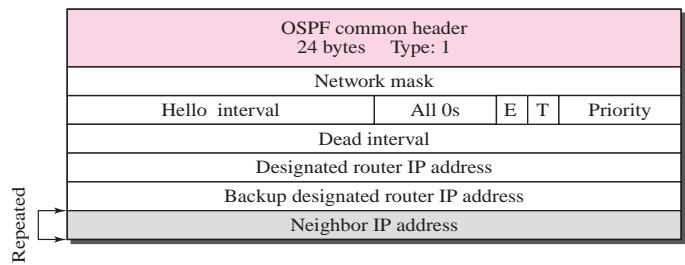 OSPF common header
24 bytes Type: 1
Network mask
Hello interval All 0s E T Priority
Dead interval
Designated router IP address
Backup designated router IP address
Neighbor IP address
Repeated